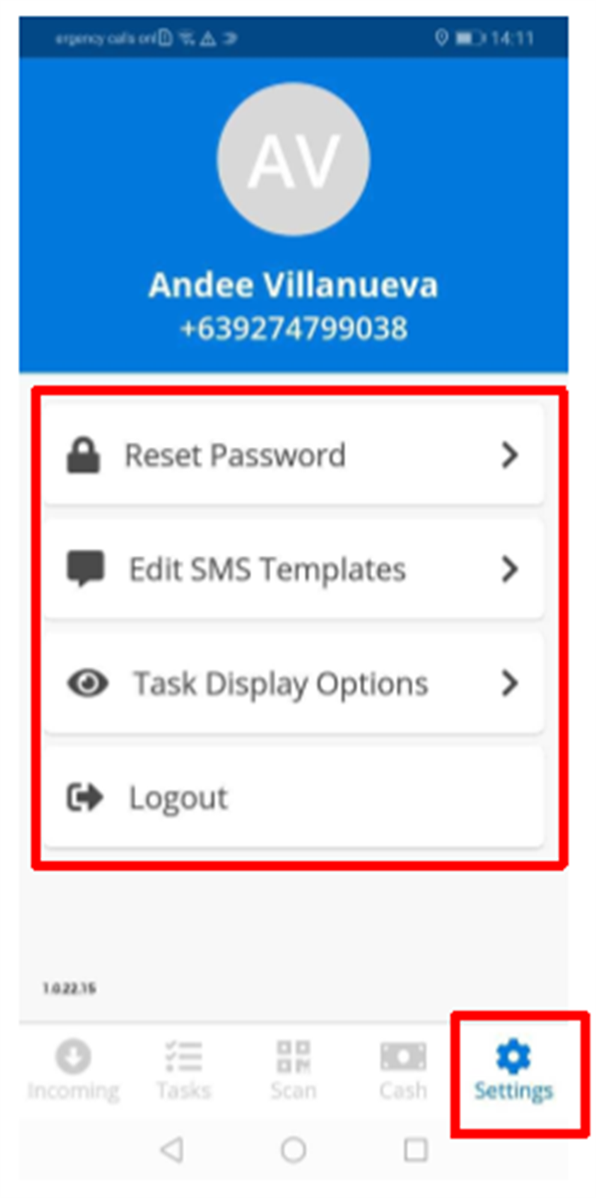 ergency calls onl 14:11
AV
Andee Villanueva
+639274799038
Reset Password
Edit SMS Templates
Task Display Options
Logout
1.0.22.15
Incoming Tasks Scan Cash Settings